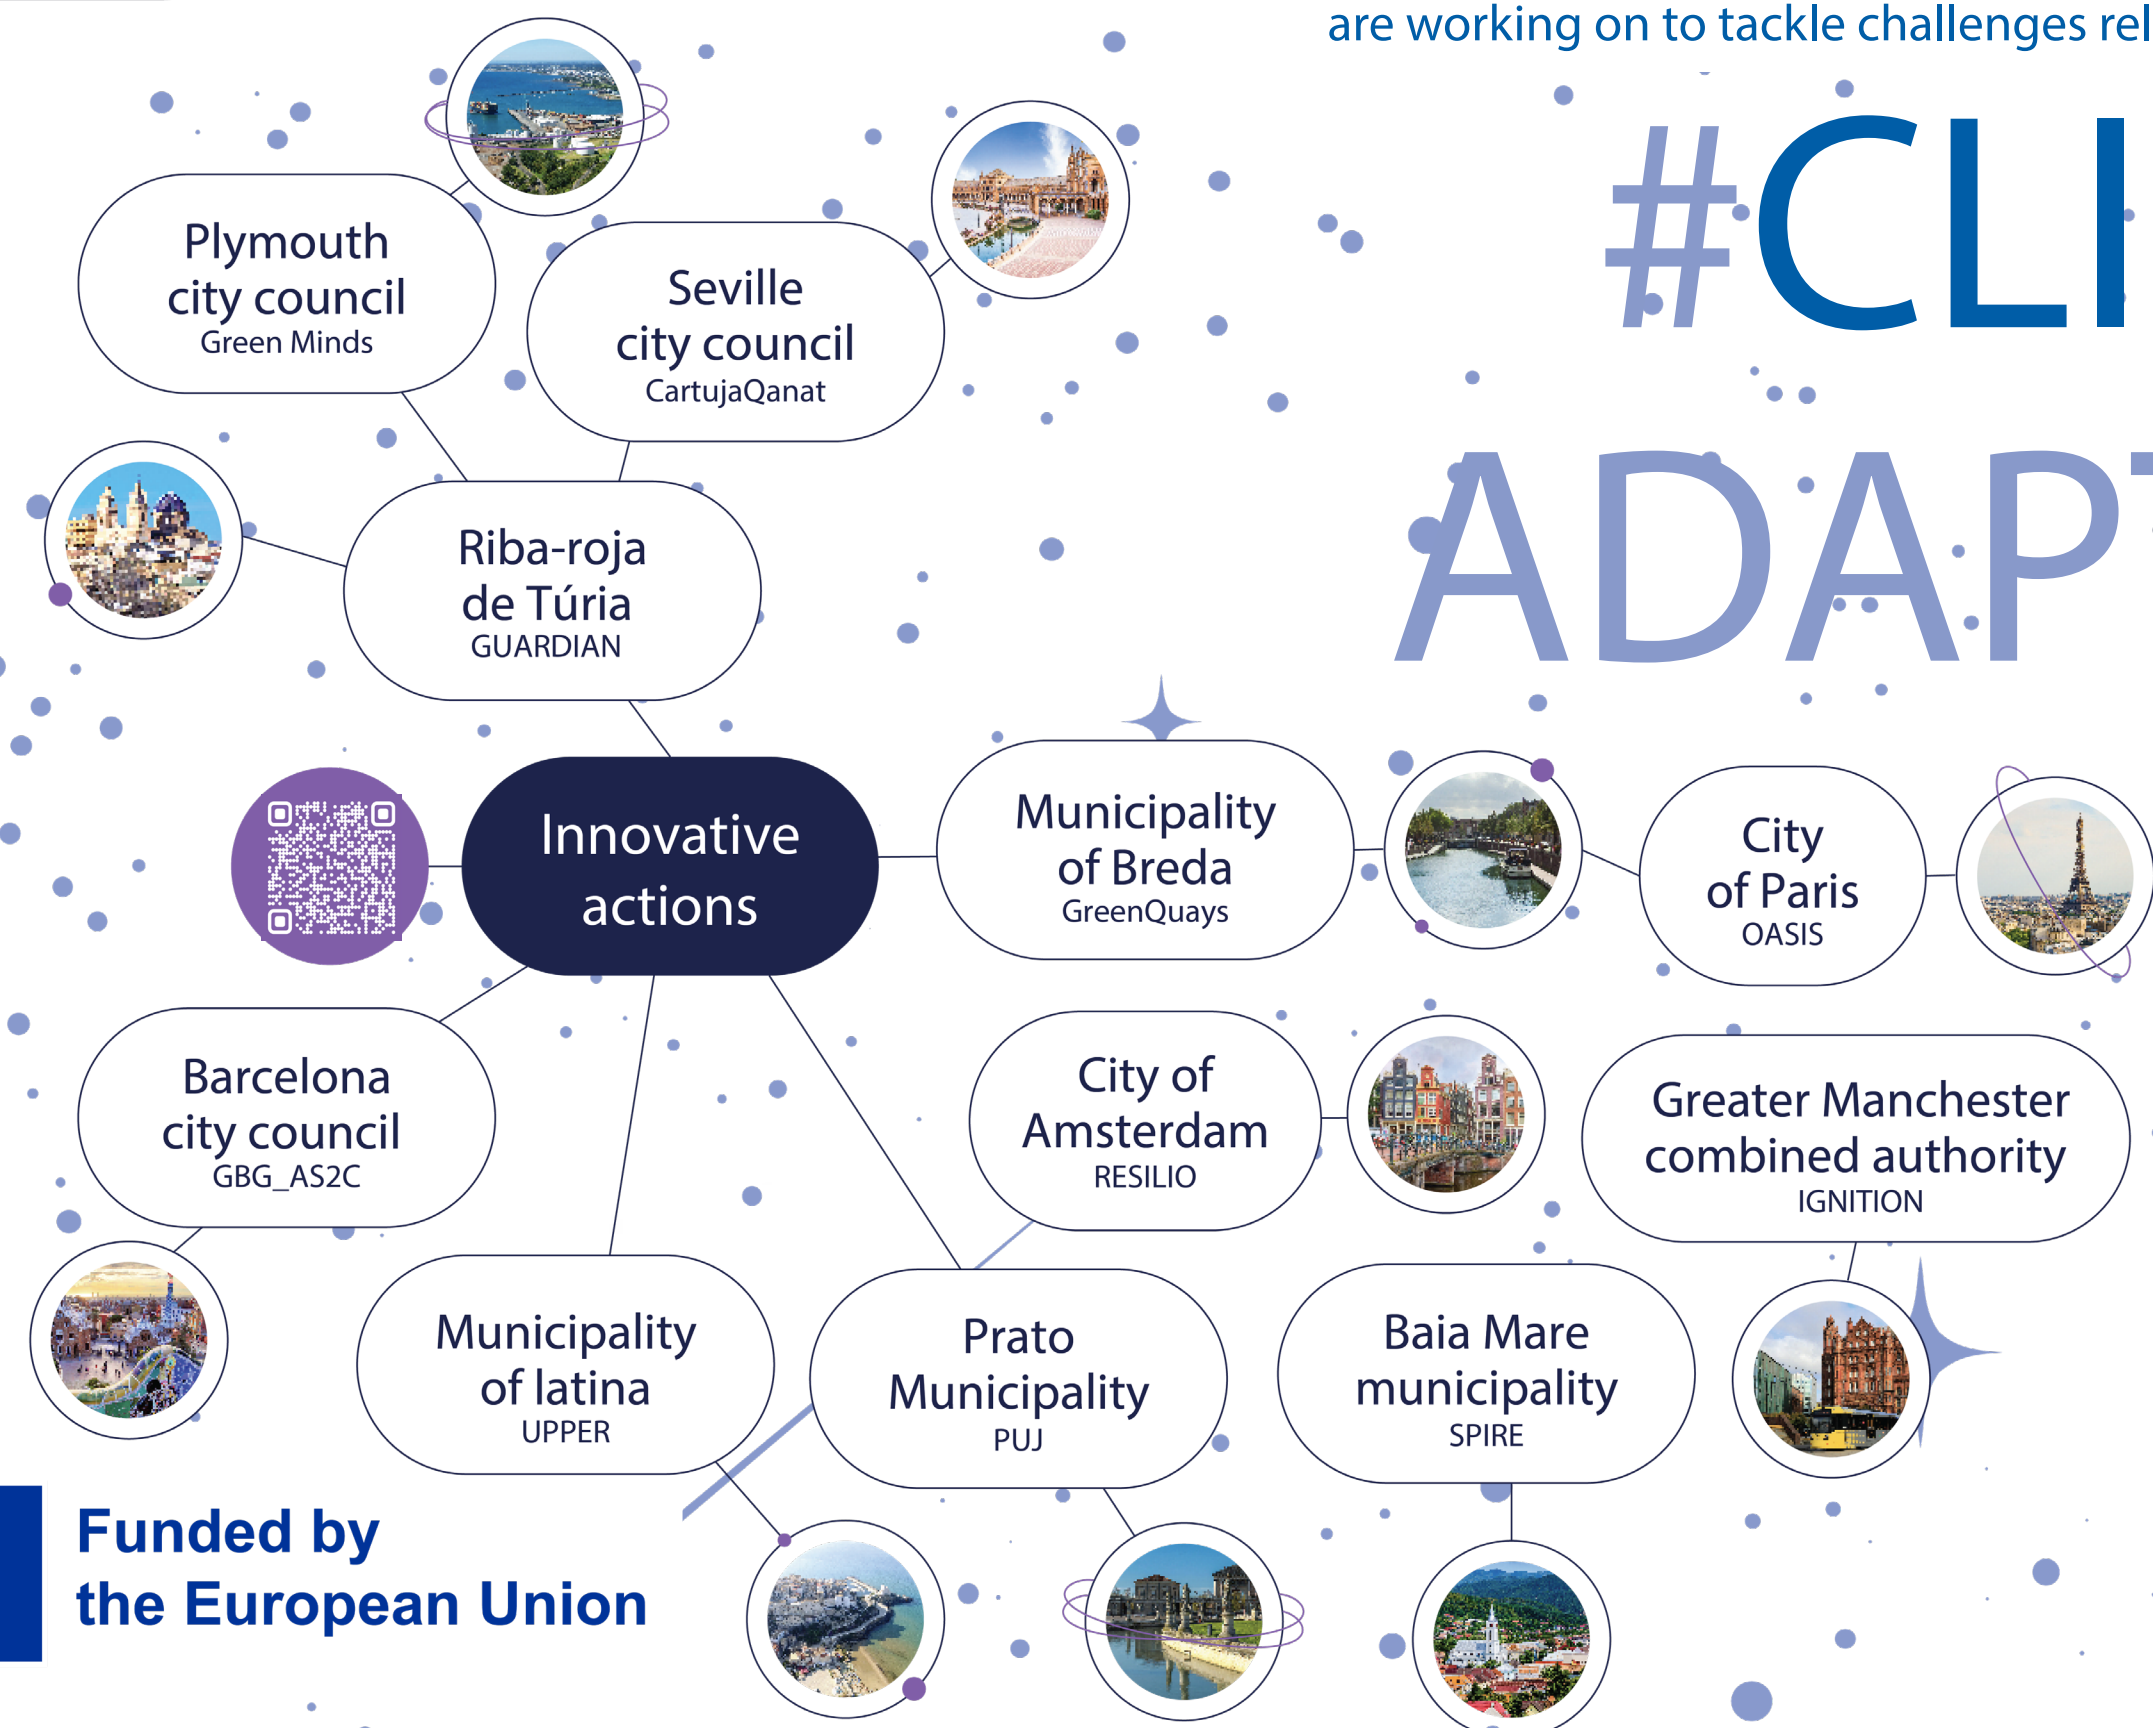 are working on to tackle challenges rel
#CLI
ADAPT
Plymouth
city council
Green Minds
Seville
city council
CartujaQanat
Riba-roja
de Túria
GUARDIAN
Innovative
actions
Municipality
of Breda
GreenQuays
City
of Paris
OASIS
Barcelona
city council
GBG_AS2C
City of
Amsterdam
RESILIO
Greater Manchester
combined authority
IGNITION
Municipality
of latina
UPPER
Prato
Municipality
PUJ
Baia Mare
municipality
SPIRE
Funded by
the European Union